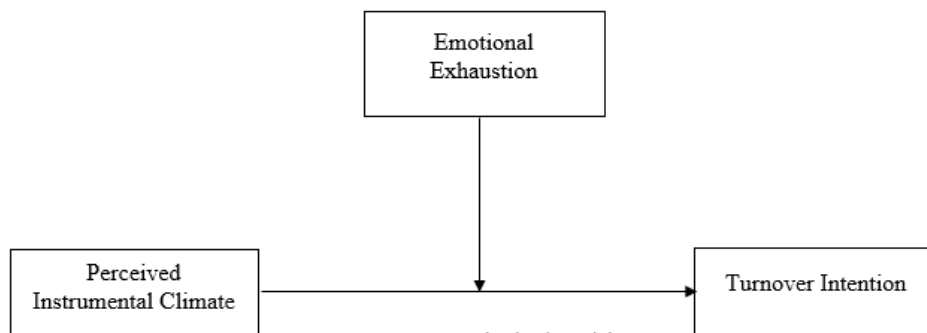 Emotional
Exhaustion
Perceived
Instrumental Climate
Turnover Intention